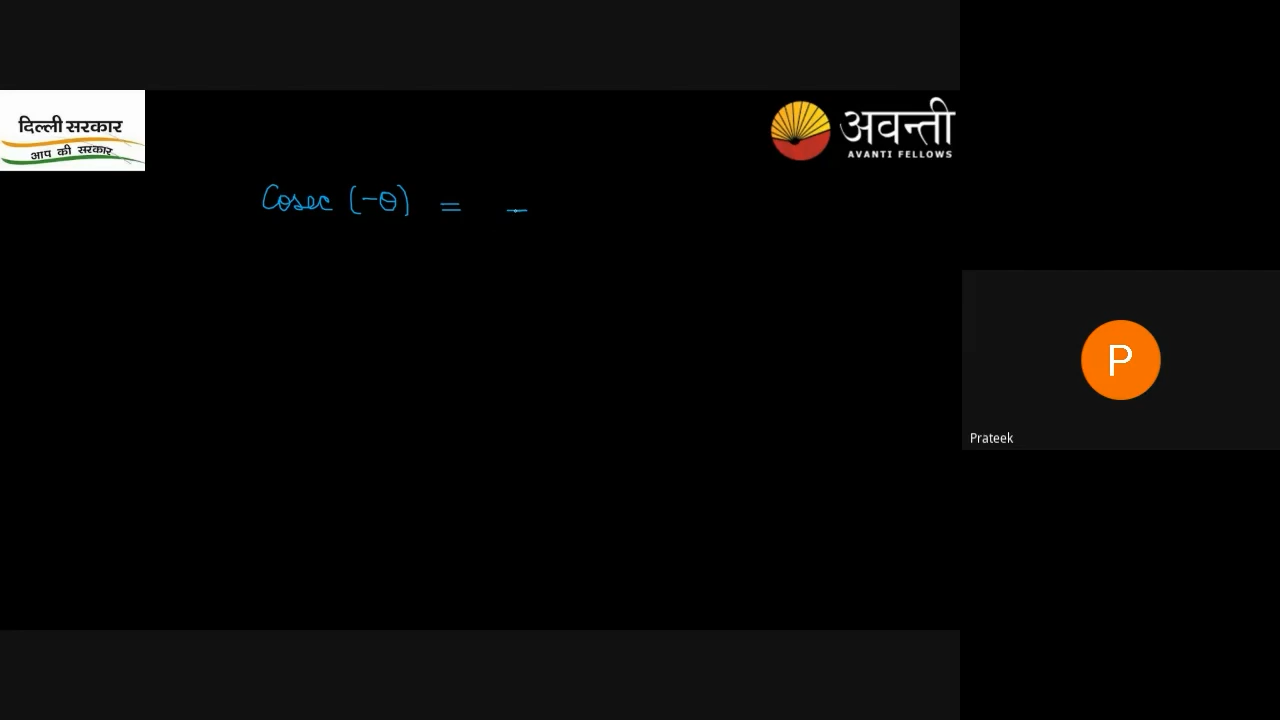 दिल्ली सरकार
आप की सरकार
अवन्ती
AVANTI FELLOWS
Cosec (-θ) = -
P
Prateek